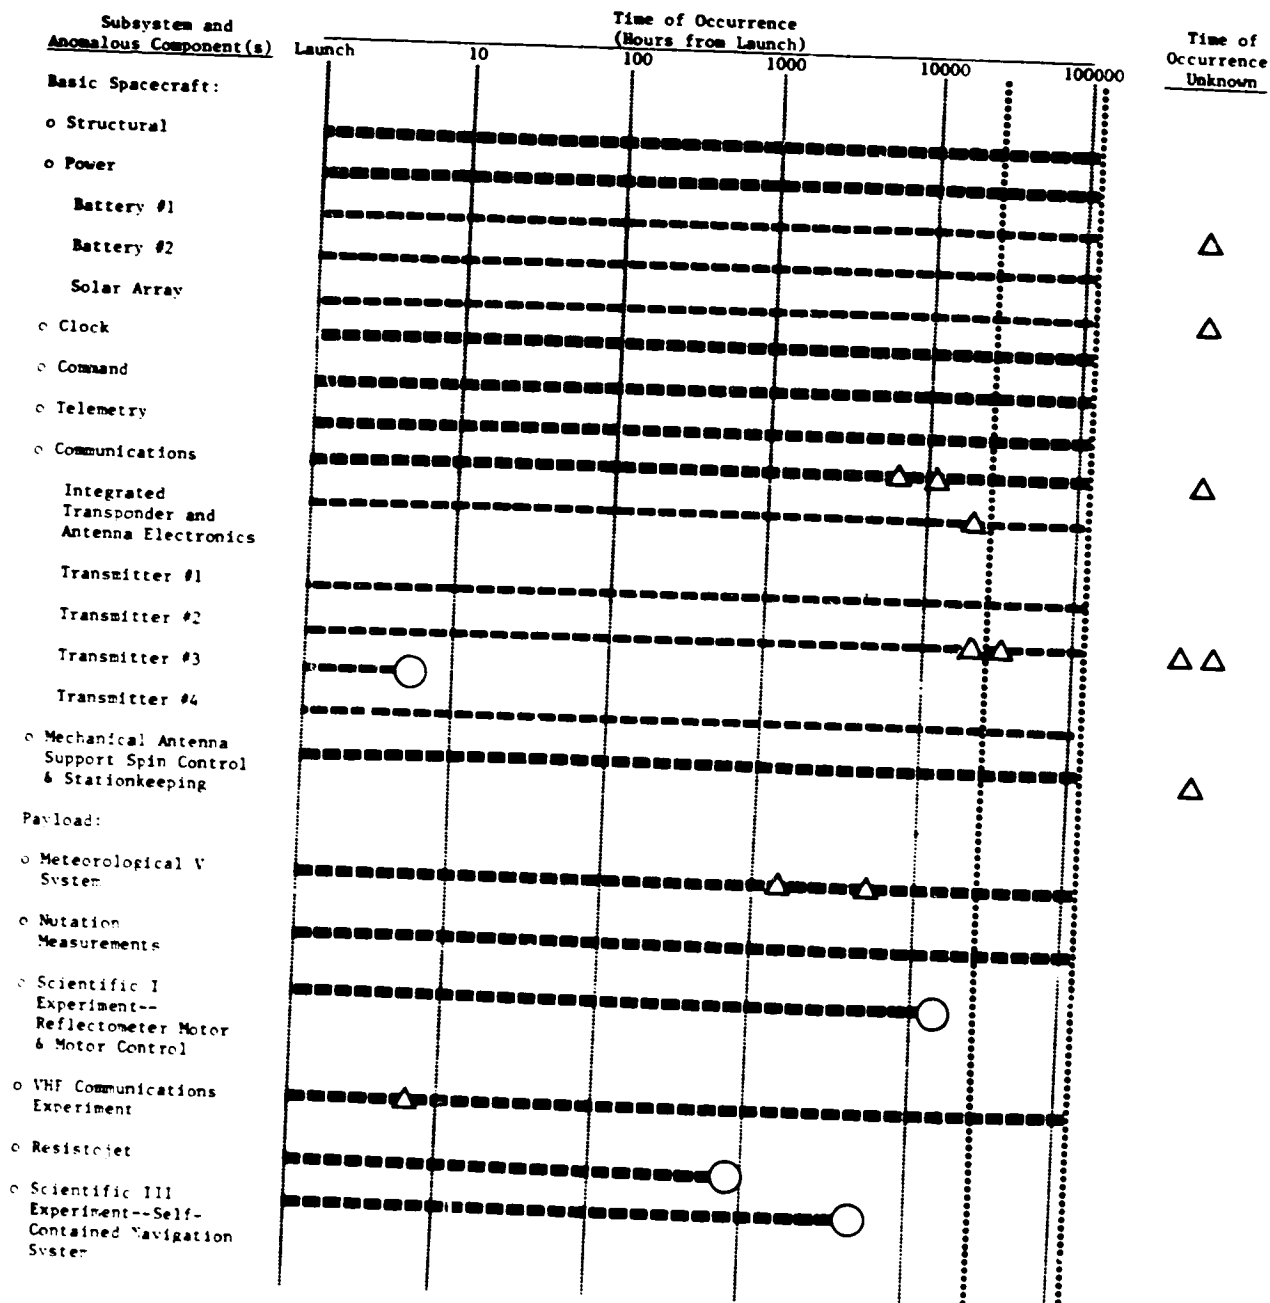 Subsystem and
Anomalous Component(s)
Time of Occurrence
(Hours from Launch)
Time of
Occurrence
Unknown
Launch 10 100 1000 10000 100000
Basic Spacecraft:
o Structural
o Power
Battery #1
Battery #2
Solar Array
o Clock
o Command
o Telemetry
o Communications
Integrated
Transponder and
Antenna Electronics
Transmitter #1
Transmitter #2
Transmitter #3
Transmitter #4
o Mechanical Antenna
Support Spin Control
& Stationkeeping
Payload:
o Meteorological V
System
o Nutation
Measurements
o Scientific I
Experiment--
Reflectometer Motor
& Motor Control
o VHF Communications
Experiment
o Resistojet
o Scientific III
Experiment--Self-
Contained Navigation
System